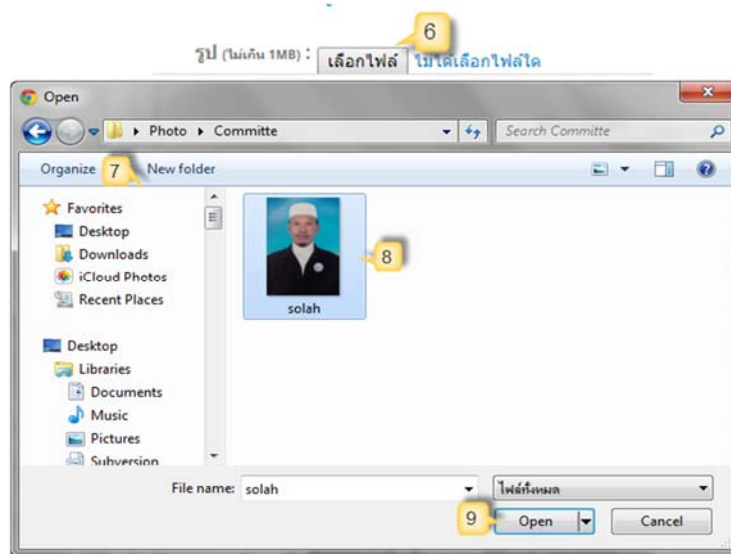 6
รูป (ไม่เกิน 1MB) : เลือกไฟล์ ไม่ได้เลือกไฟล์ใด
Open
Photo Committe Search Committe
Organize 7 New folder
Favorites
Desktop
Downloads
iCloud Photos
Recent Places
8
solah
Desktop
Libraries
Documents
Music
Pictures
Subversion
File name: solah ไฟล์ทั้งหมด
9 Open Cancel